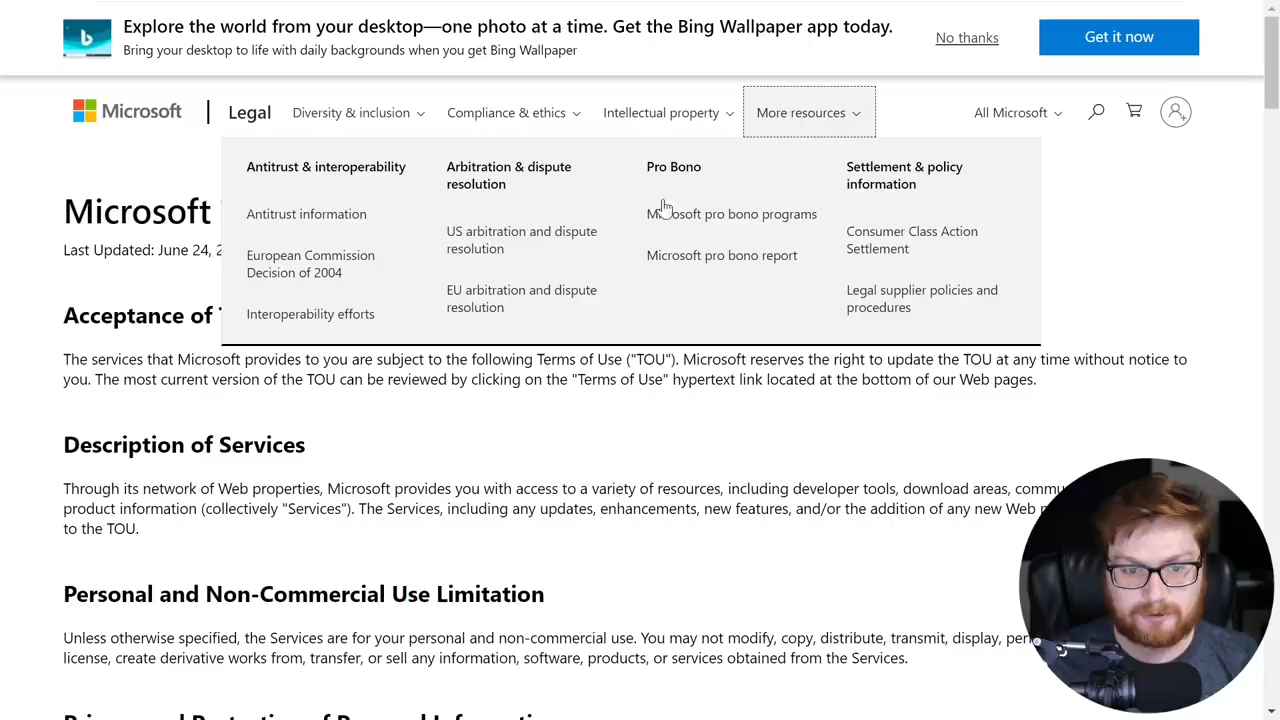 Explore the world from your desktop—one photo at a time. Get the Bing Wallpaper app today.
Bring your desktop to life with daily backgrounds when you get Bing Wallpaper
No thanks
Get it now
Microsoft
Legal
Diversity & inclusion
Compliance & ethics
Intellectual property
More resources
All Microsoft
Antitrust & interoperability
Antitrust information
European Commission
Decision of 2004
Interoperability efforts
Arbitration & dispute
resolution
US arbitration and dispute
resolution
EU arbitration and dispute
resolution
Pro Bono
Microsoft pro bono programs
Microsoft pro bono report
Settlement & policy
information
Consumer Class Action
Settlement
Legal supplier policies and
procedures
Microsoft
Last Updated: June 24, 2
Acceptance of
The services that Microsoft provides to you are subject to the following Terms of Use ("TOU"). Microsoft reserves the right to update the TOU at any time without notice to
you. The most current version of the TOU can be reviewed by clicking on the "Terms of Use" hypertext link located at the bottom of our Web pages.
Description of Services
Through its network of Web properties, Microsoft provides you with access to a variety of resources, including developer tools, download areas,
product information (collectively "Services"). The Services, including any updates, enhancements, new features, and/or the addition of any new Web
to the TOU.
Personal and Non-Commercial Use Limitation
Unless otherwise specified, the Services are for your personal and non-commercial use. You may not modify, copy, distribute, transmit, display,
license, create derivative works from, transfer, or sell any information, software, products, or services obtained from the Services.